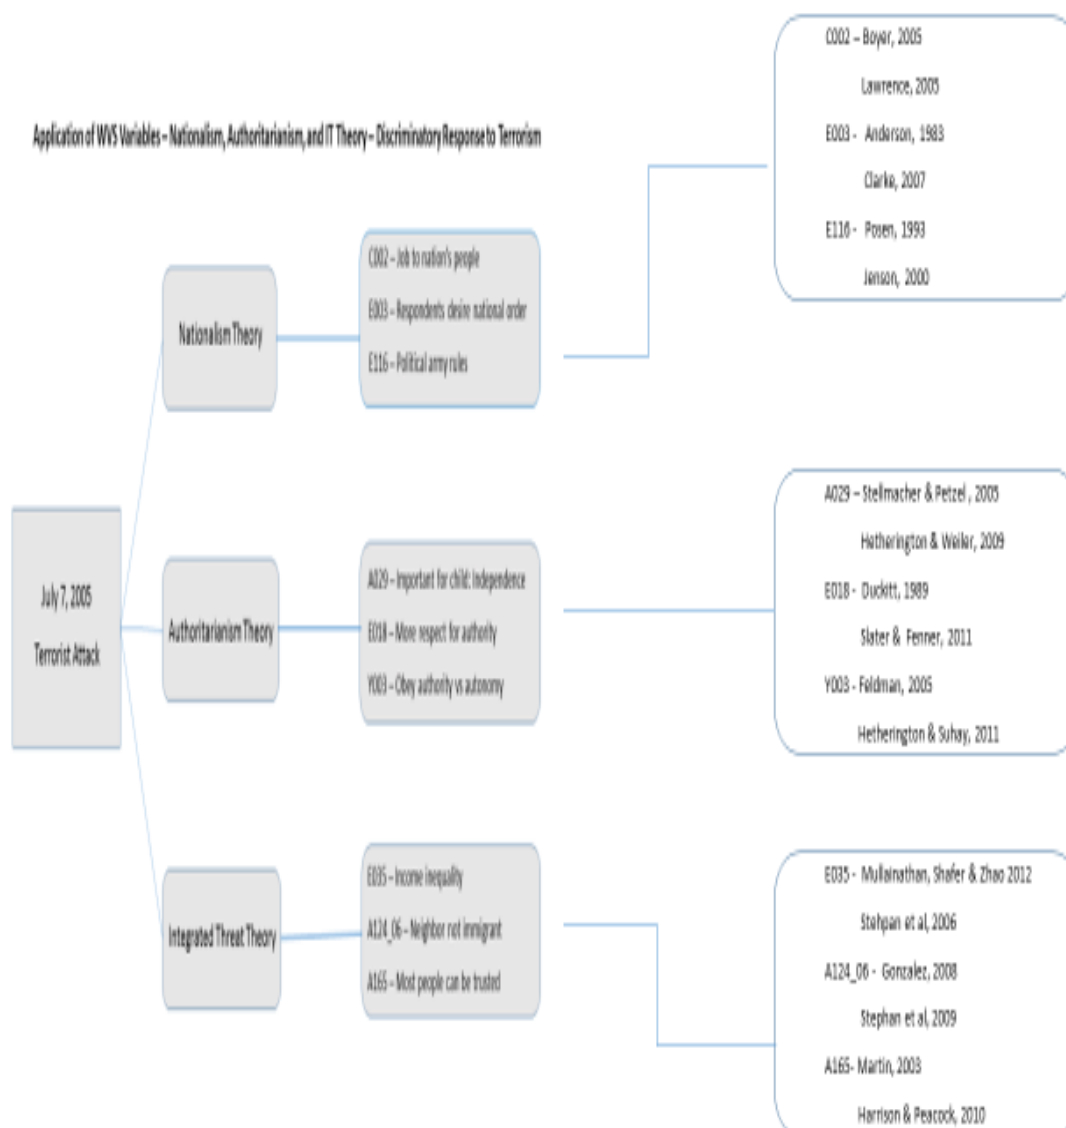 Application of WVS Variables – Nationalism, Authoritarianism, and IT Theory – Discriminatory Response to Terrorism
July 7, 2005
Terrorist Attack
Nationalism Theory
C002 – Job to nation's people
E003 – Respondents desire national order
E116 – Political army rules
C002 – Boyer, 2005
Lawrence, 2005
E003 - Anderson, 1983
Clarke, 2007
E116 - Posen, 1993
Jenson, 2000
Authoritarianism Theory
A029 – Important for child: Independence
E018 – More respect for authority
Y003 – Obey authority vs autonomy
A029 – Stellmacher & Petzel, 2005
Hetherington & Weiler, 2009
E018 - Duckitt, 1989
Slater & Fenner, 2011
Y003 - Feldman, 2005
Hetherington & Suhay, 2011
Integrated Threat Theory
E035 – Income inequality
A124_06 – Neighbor not immigrant
A165 – Most people can be trusted
E035 - Mullainathan, Shafer & Zhao 2012
Stehpan et al, 2006
A124_06 - Gonzalez, 2008
Stephan et al, 2009
A165- Martin, 2003
Harrison & Peacock, 2010